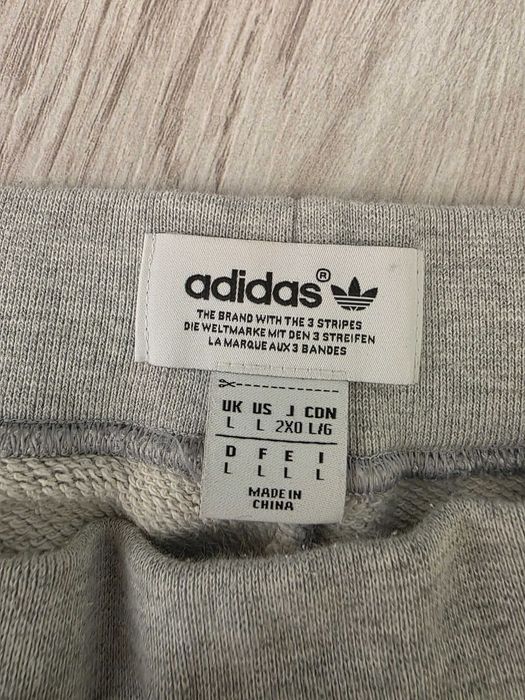 adidas®
THE BRAND WITH THE 3 STRIPES
DIE WELTMARKE MIT DEN 3 STREIFEN
LA MARQUE AUX 3 BANDES
UK US J CDN
L L 2XO L/G
D F E I
L L L L
MADE IN
CHINA